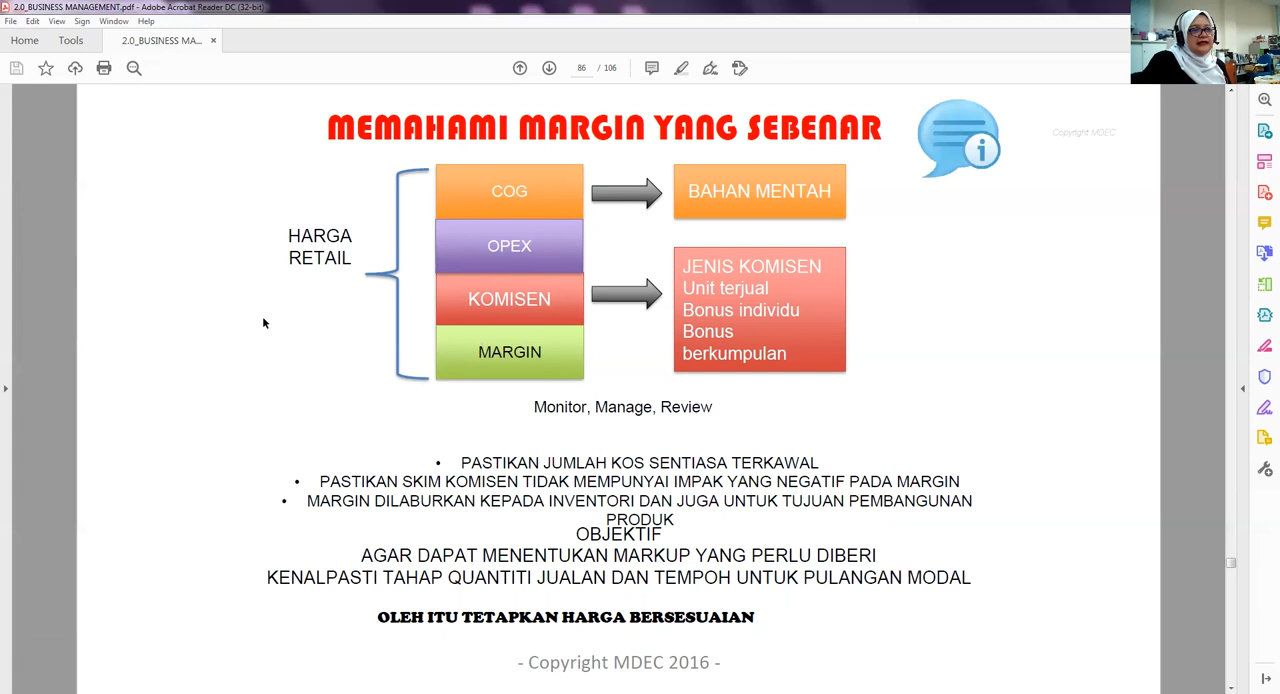 2.0_BUSINESS MANAGEMENT.pdf - Adobe Acrobat Reader DC (32-bit)
File Edit View Sign Window Help
Home Tools 2.0_BUSINESS MA... ×
86 / 106
MEMAHAMI MARGIN YANG SEBENAR
Copyright MDEC
HARGA
RETAIL
COG
OPEX
KOMISEN
MARGIN
BAHAN MENTAH
JENIS KOMISEN
Unit terjual
Bonus individu
Bonus
berkumpulan
Monitor, Manage, Review
• PASTIKAN JUMLAH KOS SENTIASA TERKAWAL
• PASTIKAN SKIM KOMISEN TIDAK MEMPUNYAI IMPAK YANG NEGATIF PADA MARGIN
• MARGIN DILABURKAN KEPADA INVENTORI DAN JUGA UNTUK TUJUAN PEMBANGUNAN
PRODUK
OBJEKTIF
AGAR DAPAT MENENTUKAN MARKUP YANG PERLU DIBERI
KENALPASTI TAHAP QUANTITI JUALAN DAN TEMPOH UNTUK PULANGAN MODAL
OLEH ITU TETAPKAN HARGA BERSESUAIAN
- Copyright MDEC 2016 -